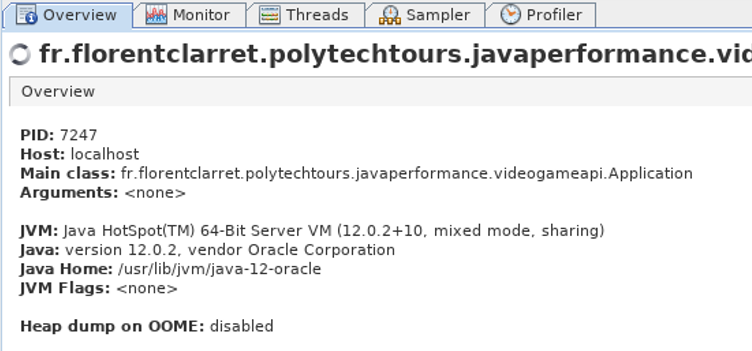 Overview Monitor Threads Sampler Profiler
fr.florentclarret.polytechtours.javaperformance.vid
Overview
PID: 7247
Host: localhost
Main class: fr.florentclarret.polytechtours.javaperformance.videogameapi.Application
Arguments: <none>
JVM: Java HotSpot(TM) 64-Bit Server VM (12.0.2+10, mixed mode, sharing)
Java: version 12.0.2, vendor Oracle Corporation
Java Home: /usr/lib/jvm/java-12-oracle
JVM Flags: <none>
Heap dump on OOME: disabled